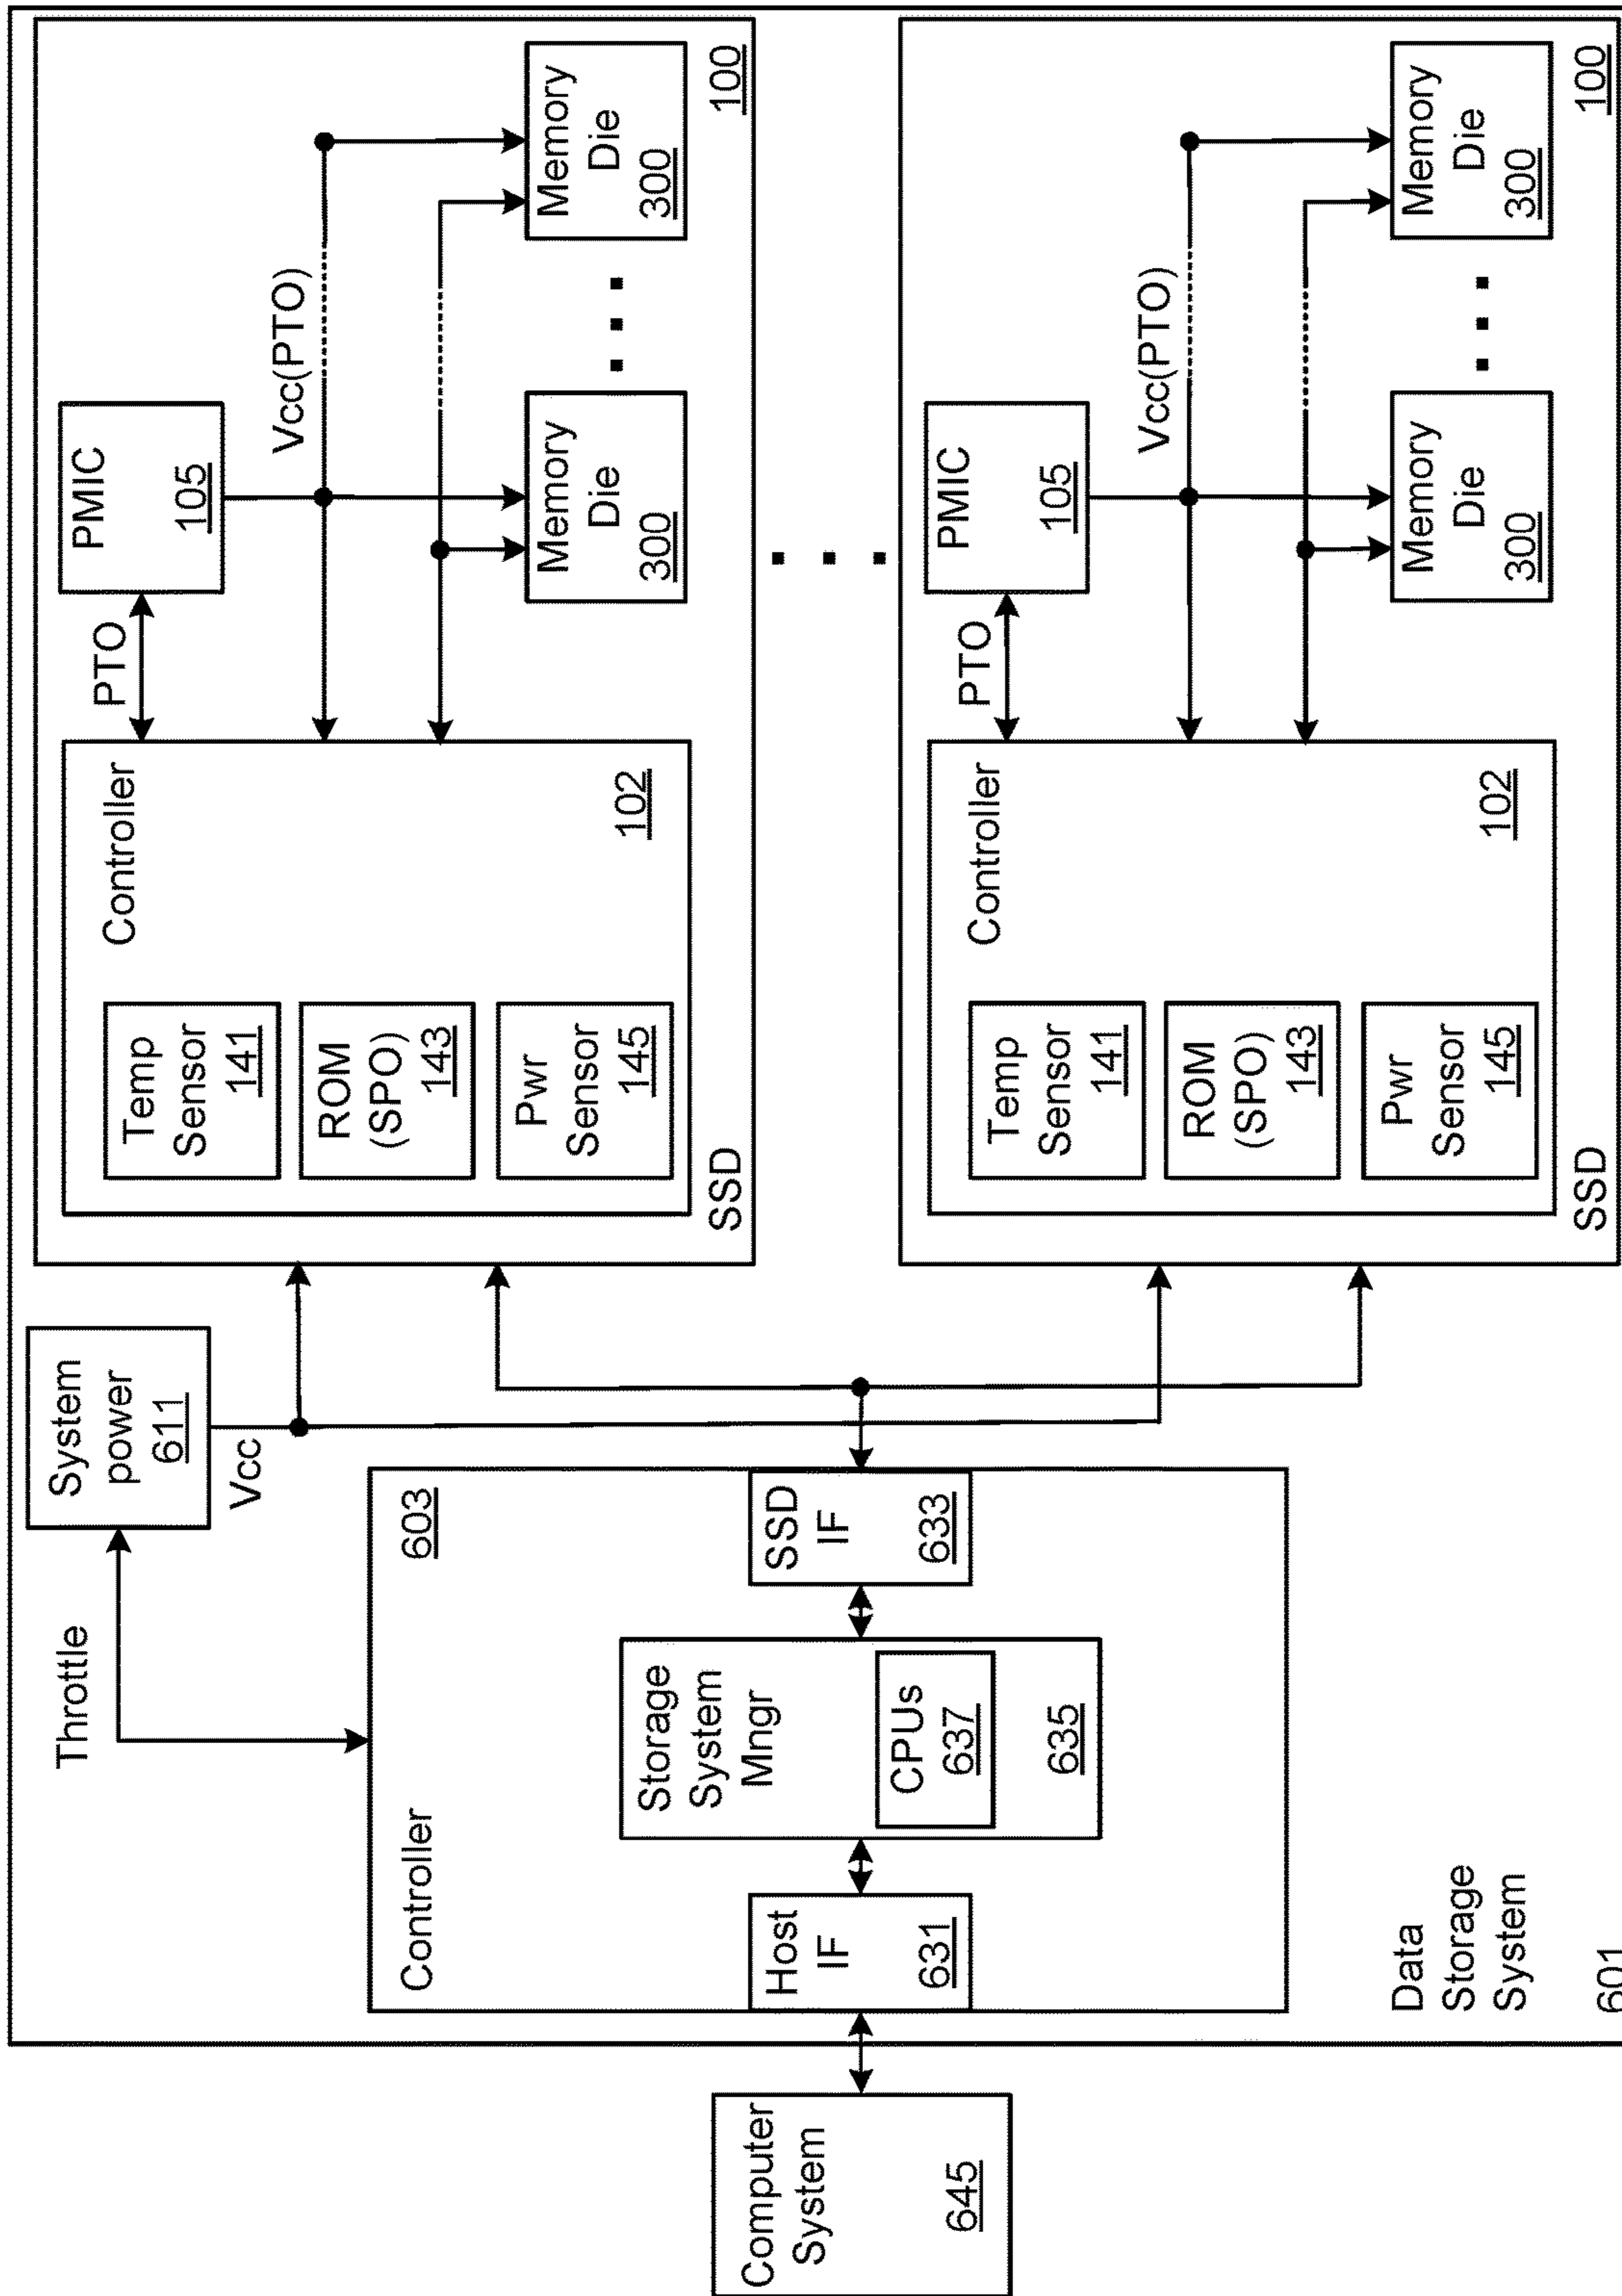 Computer
System
645
Data
Storage
System
601
Controller
603
Host
IF
631
Storage
System
Mngr
CPUs
637
635
SSD
IF
633
Throttle
System
power
611
Vcc
SSD
100
Controller
102
Temp
Sensor
141
ROM
(SPO)
143
Pwr
Sensor
145
PTO
PMIC
105
Vcc(PTO)
Memory
Die
300
Memory
Die
300
SSD
100
Controller
102
Temp
Sensor
141
ROM
(SPO)
143
Pwr
Sensor
145
PTO
PMIC
105
Vcc(PTO)
Memory
Die
300
Memory
Die
300